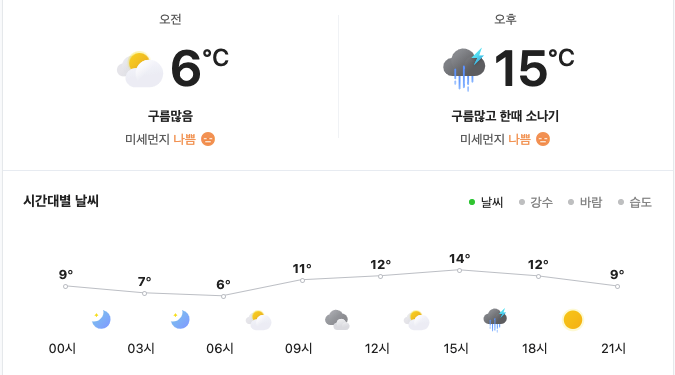 오전
6°C
구름많음
미세먼지 나쁨
오후
15°C
구름많고 한때 소나기
미세먼지 나쁨
시간대별 날씨
날씨 강수 바람 습도
9° 7° 6° 11° 12° 14° 12° 9°
00시 03시 06시 09시 12시 15시 18시 21시